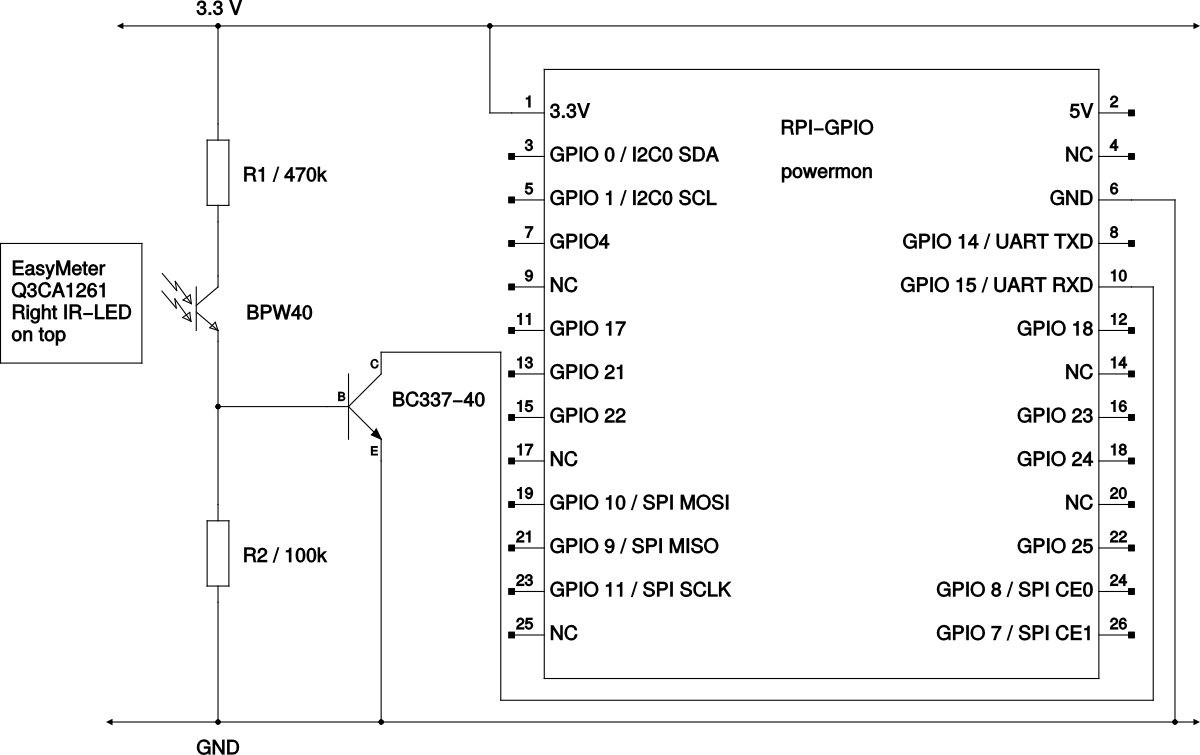 3.3 V
R1 / 470k
EasyMeter
Q3CA1261
Right IR-LED
on top
BPW40
C
B
E
BC337-40
R2 / 100k
GND
RPI-GPIO
powermon
1 3.3V
3 GPIO 0 / I2C0 SDA
5 GPIO 1 / I2C0 SCL
7 GPIO4
9 NC
11 GPIO 17
13 GPIO 21
15 GPIO 22
17 NC
19 GPIO 10 / SPI MOSI
21 GPIO 9 / SPI MISO
23 GPIO 11 / SPI SCLK
25 NC
5V 2
NC 4
GND 6
GPIO 14 / UART TXD 8
GPIO 15 / UART RXD 10
GPIO 18 12
NC 14
GPIO 23 16
GPIO 24 18
NC 20
GPIO 25 22
GPIO 8 / SPI CE0 24
GPIO 7 / SPI CE1 26